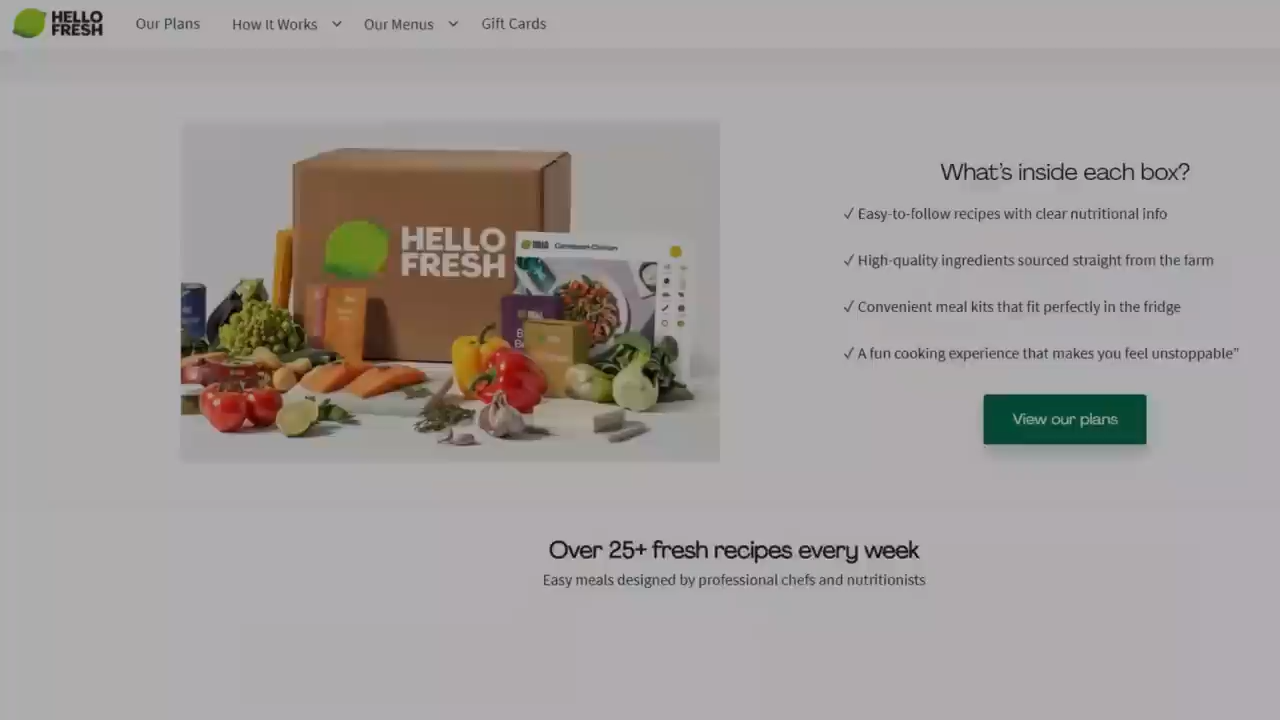 HELLO
FRESH
Our Plans
How It Works
Our Menus
Gift Cards
HELLO
FRESH
What's inside each box?
✓ Easy-to-follow recipes with clear nutritional info
✓ High-quality ingredients sourced straight from the farm
✓ Convenient meal kits that fit perfectly in the fridge
✓ A fun cooking experience that makes you feel unstoppable"
View our plans
Over 25+ fresh recipes every week
Easy meals designed by professional chefs and nutritionists